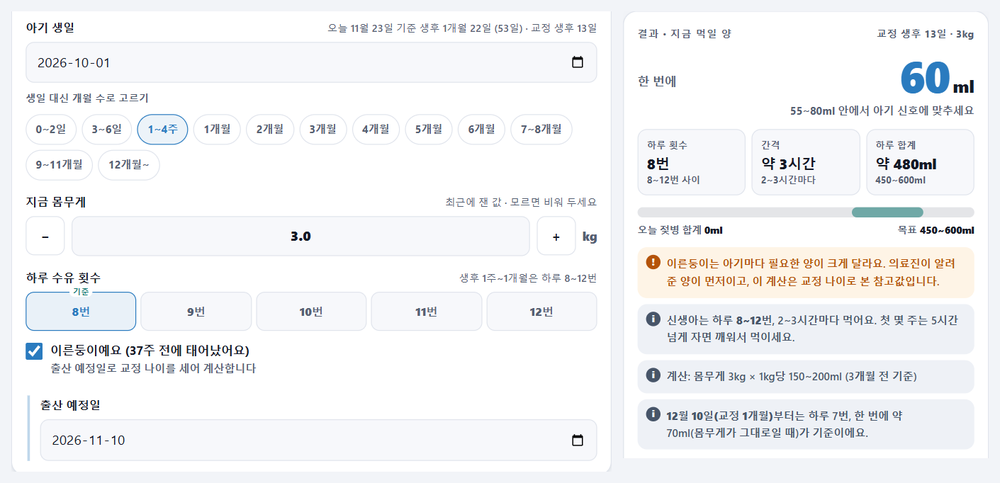 아기 생일
오늘 11월 23일 기준 생후 1개월 22일 (53일) · 교정 생후 13일
2026-10-01
생일 대신 개월 수로 고르기
0~2일
3~6일
1~4주
1개월
2개월
3개월
4개월
5개월
6개월
7~8개월
9~11개월
12개월~
지금 몸무게
최근에 잰 값 · 모르면 비워 두세요
−
3.0
+
kg
하루 수유 횟수
생후 1주~1개월은 하루 8~12번
기준
8번
9번
10번
11번
12번
이른둥이예요 (37주 전에 태어났어요)
출산 예정일로 교정 나이를 세어 계산합니다
출산 예정일
2026-11-10
결과 · 지금 먹일 양
교정 생후 13일 · 3kg
한 번에
60 ml
55~80ml 안에서 아기 신호에 맞추세요
하루 횟수
8번
8~12번 사이
간격
약 3시간
2~3시간마다
하루 합계
약 480ml
450~600ml
오늘 젖병 합계 0ml
목표 450~600ml
이른둥이는 아기마다 필요한 양이 크게 달라요. 의료진이 알려
준 양이 먼저이고, 이 계산은 교정 나이로 본 참고값입니다.
신생아는 하루 8~12번, 2~3시간마다 먹어요. 첫 몇 주는 5시간
넘게 자면 깨워서 먹이세요.
계산: 몸무게 3kg × 1kg당 150~200ml (3개월 전 기준)
12월 10일(교정 1개월)부터는 하루 7번, 한 번에 약
70ml(몸무게가 그대로일 때)가 기준이에요.